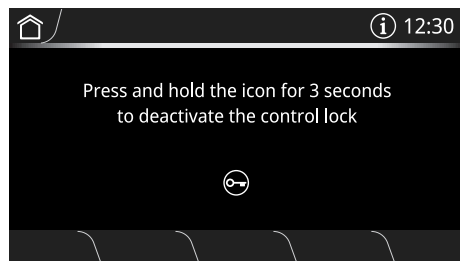 i 12:30
Press and hold the icon for 3 seconds
to deactivate the control lock